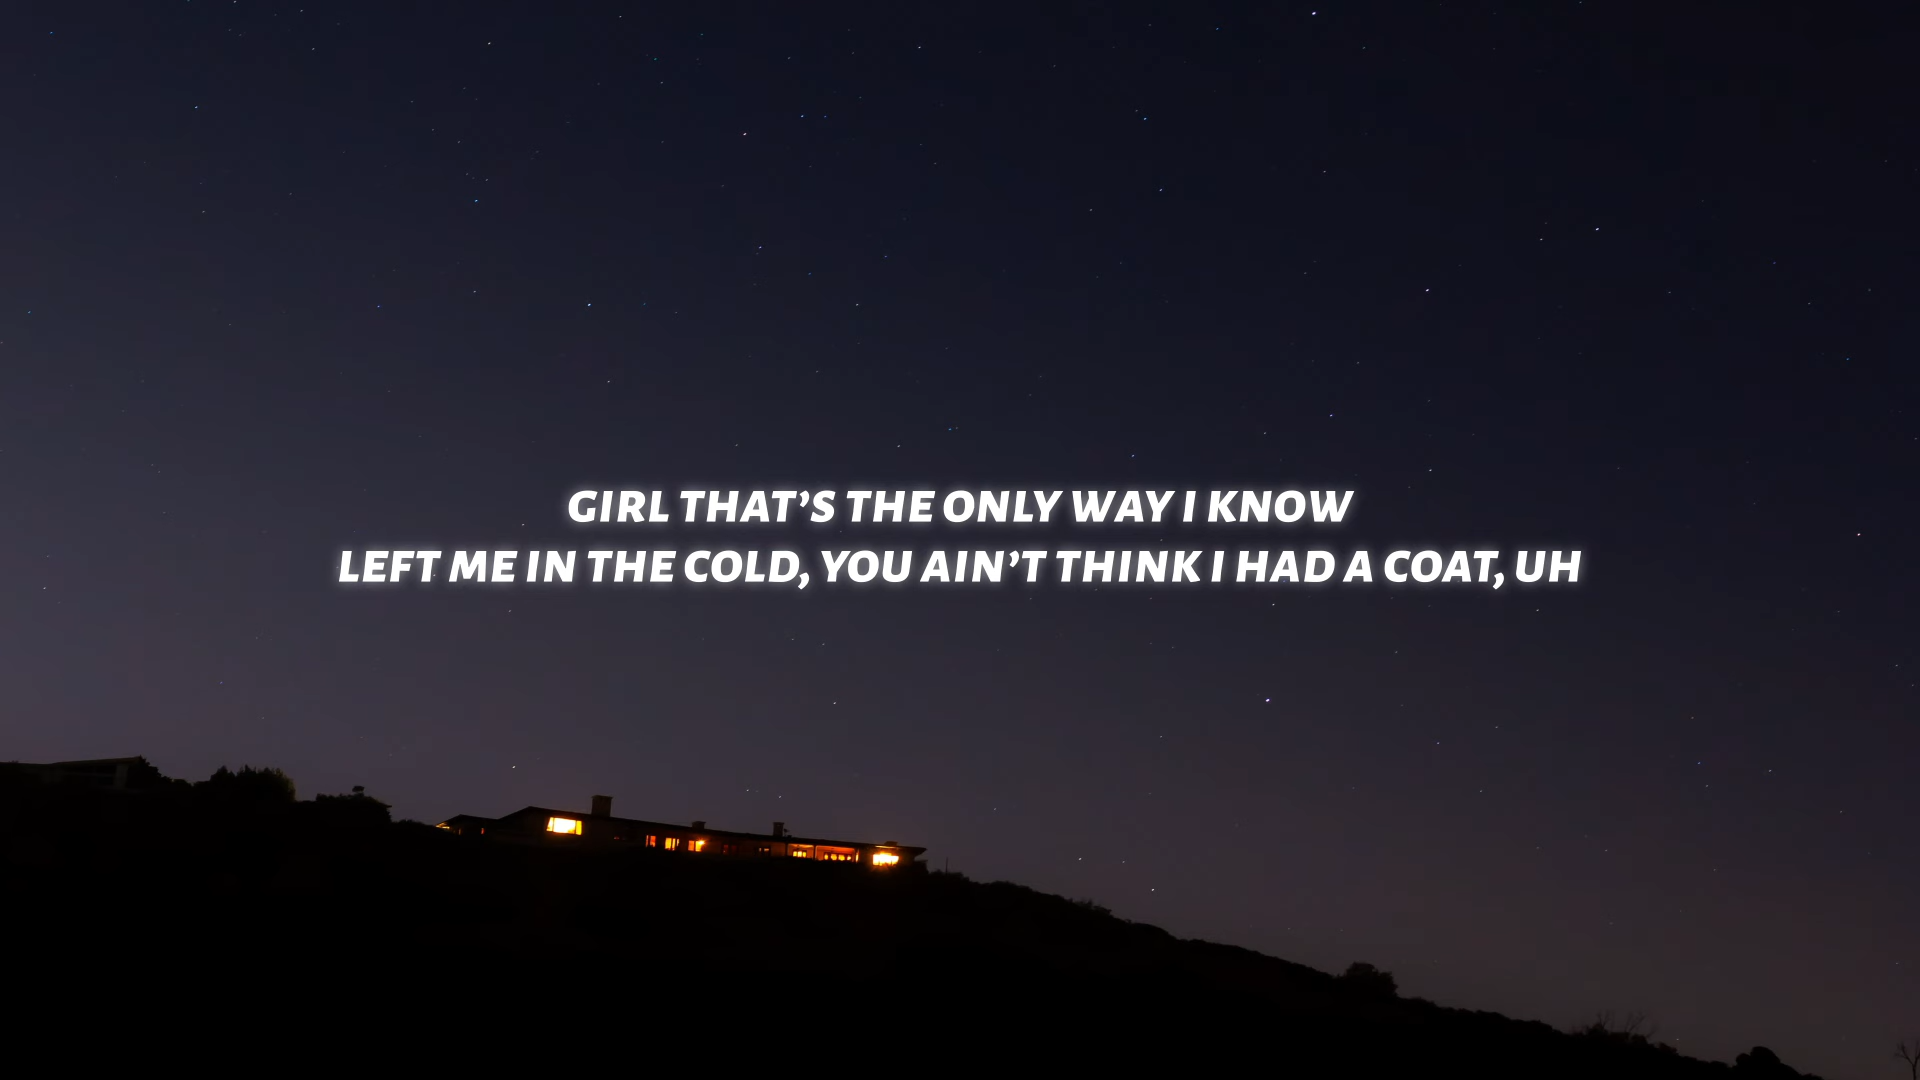 GIRL THAT’S THE ONLY WAY I KNOW
LEFT ME IN THE COLD, YOU AIN’T THINK I HAD A COAT, UH